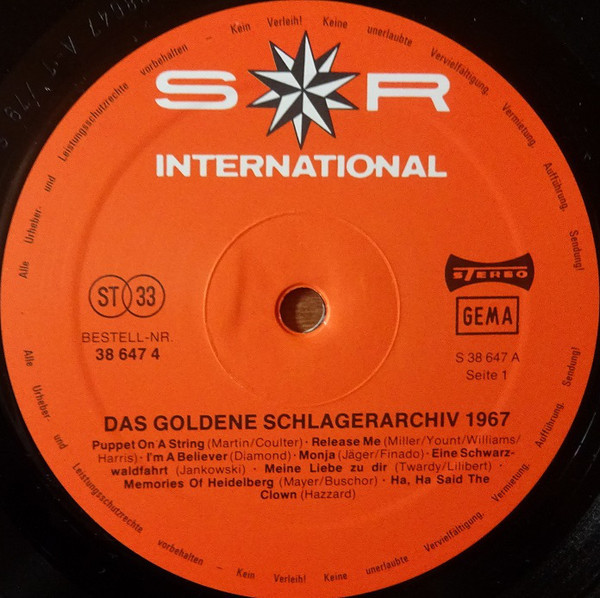 S R
INTERNATIONAL
ST 33
BESTELL-NR.
38 647 4
STEREO
GEMA
S 38 647 A
Seite 1
DAS GOLDENE SCHLAGERARCHIV 1967
Puppet On A String (Martin/Coulter) · Release Me (Miller/Yount/Williams/
Harris) · I'm A Believer (Diamond) · Monja (Jäger/Finado) · Eine Schwarz-
waldfahrt (Jankowski) · Meine Liebe zu dir (Twardy/Lilibert) ·
Memories Of Heidelberg (Mayer/Buschor) · Ha, Ha Said The
Clown (Hazzard)
Alle Urheber- und Leistungsschutzrechte vorbehalten – Kein Verleih! Keine unerlaubte Vervielfältigung, Vermietung, Aufführung, Sendung!
Alle Urheber- und Leistungsschutzrechte vorbehalten – Kein Verleih! Keine unerlaubte Vervielfältigung, Vermietung, Aufführung, Sendung!